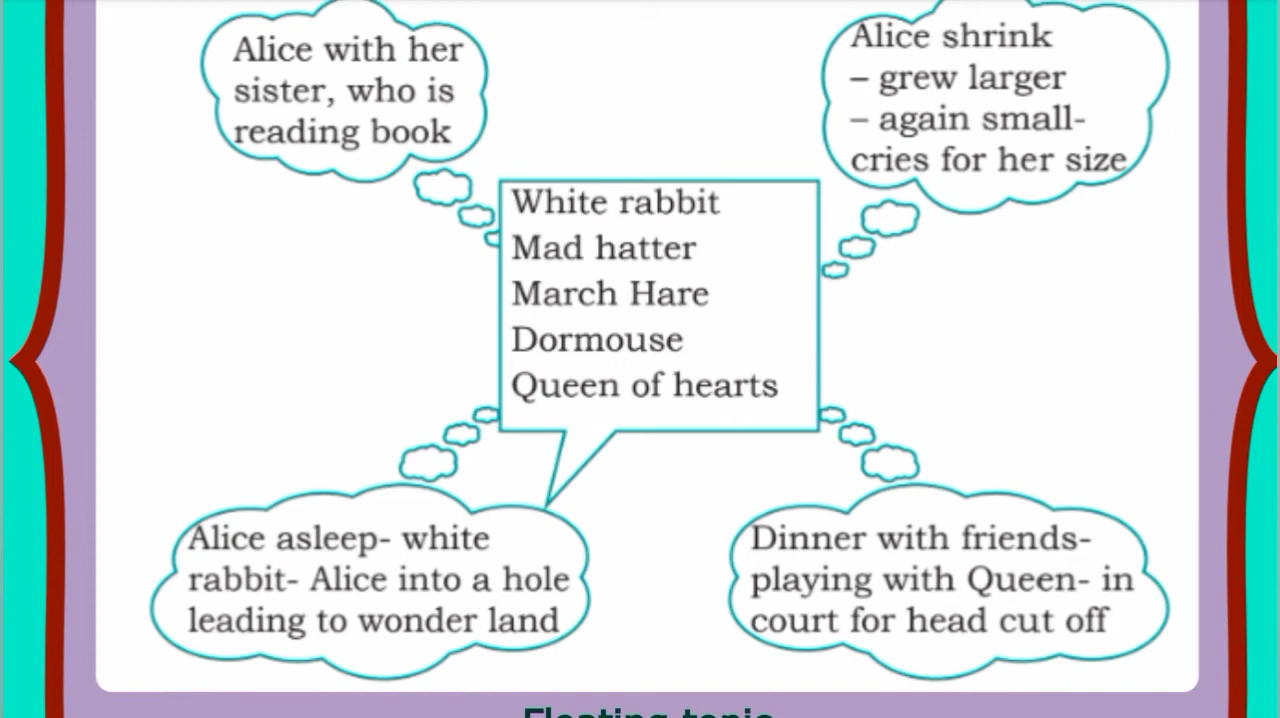 Alice with her
sister, who is
reading book
Alice shrink
– grew larger
– again small-
cries for her size
White rabbit
Mad hatter
March Hare
Dormouse
Queen of hearts
Alice asleep- white
rabbit- Alice into a hole
leading to wonder land
Dinner with friends-
playing with Queen- in
court for head cut off
Floating topic